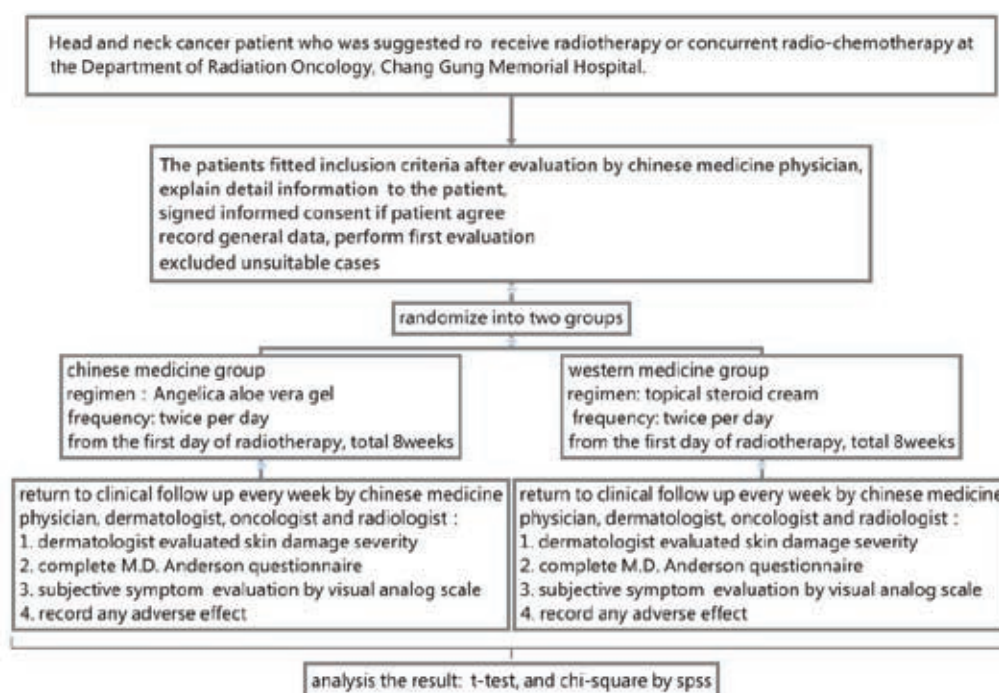 Head and neck cancer patient who was suggested ro receive radiotherapy or concurrent radio-chemotherapy at
the Department of Radiation Oncology, Chang Gung Memorial Hospital.
The patients fitted inclusion criteria after evaluation by chinese medicine physician,
explain detail information to the patient,
signed informed consent if patient agree
record general data, perform first evaluation
excluded unsuitable cases
randomize into two groups
chinese medicine group
regimen : Angelica aloe vera gel
frequency: twice per day
from the first day of radiotherapy, total 8weeks
western medicine group
regimen: topical steroid cream
frequency: twice per day
from the first day of radiotherapy, total 8weeks
return to clinical follow up every week by chinese medicine
physician, dermatologist, oncologist and radiologist :
1. dermatologist evaluated skin damage severity
2. complete M.D. Anderson questionnaire
3. subjective symptom evaluation by visual analog scale
4. record any adverse effect
return to clinical follow up every week by chinese medicine
physician, dermatologist, oncologist and radiologist :
1. dermatologist evaluated skin damage severity
2. complete M.D. Anderson questionnaire
3. subjective symptom evaluation by visual analog scale
4. record any adverse effect
analysis the result: t-test, and chi-square by spss